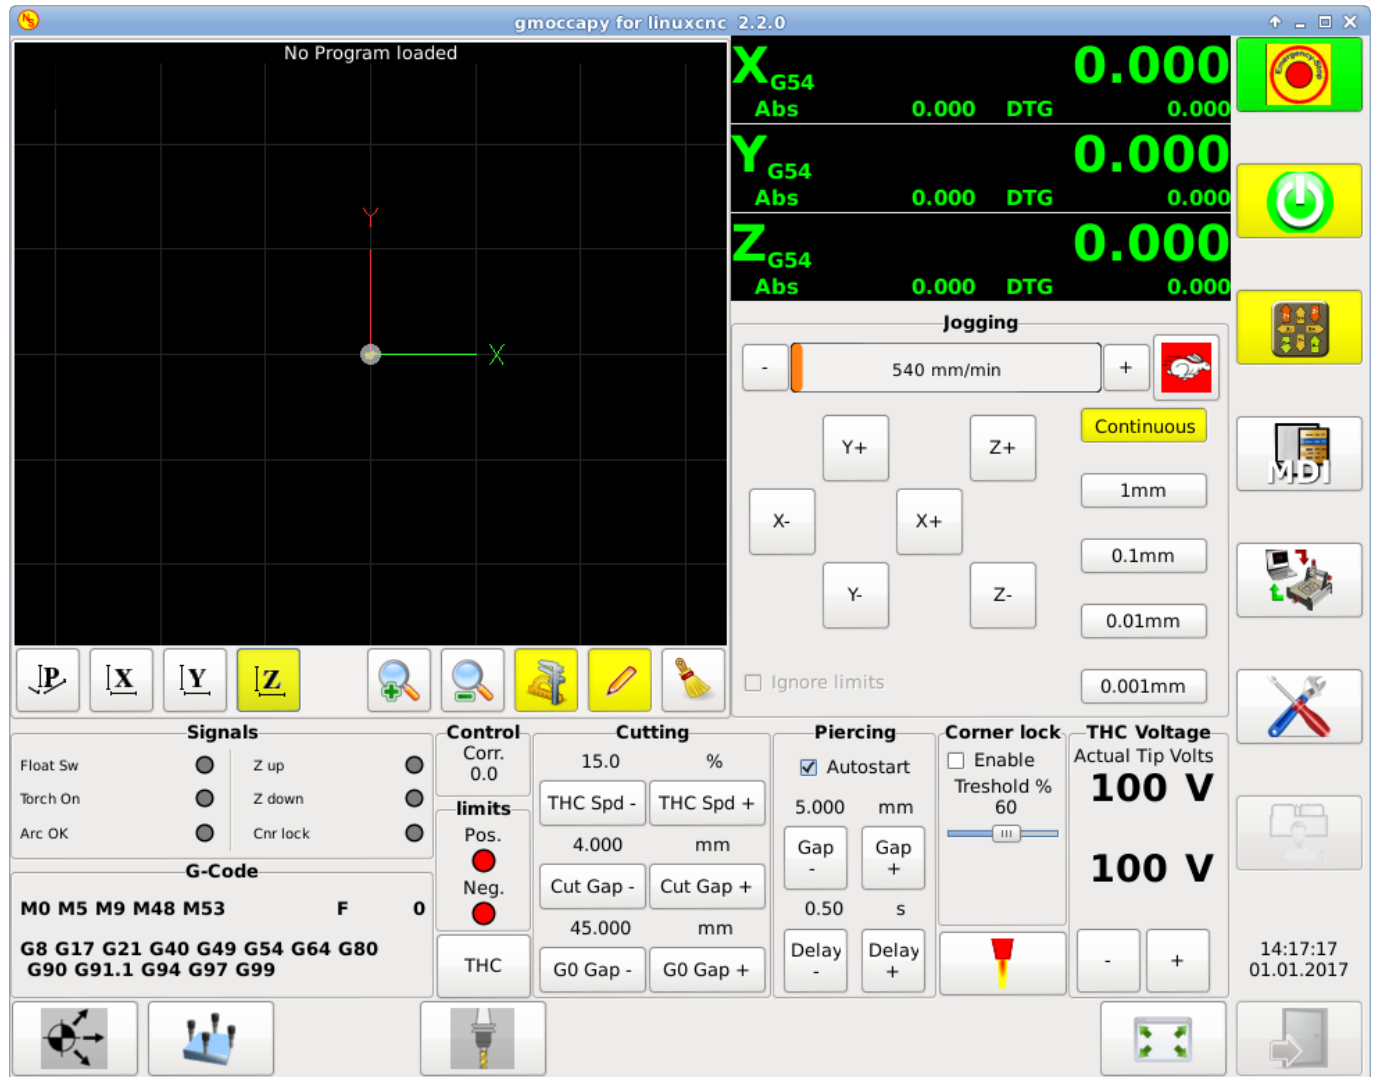 gmoccapy for linuxcnc 2.2.0
No Program loaded
Y
X
X G54 0.000
Abs 0.000 DTG 0.000
Y G54 0.000
Abs 0.000 DTG 0.000
Z G54 0.000
Abs 0.000 DTG 0.000
Emergency-Stop
Jogging
- 540 mm/min +
Continuous
Y+ Z+
1mm
X- X+
0.1mm
Y- Z-
0.01mm
Ignore limits
0.001mm
MDI
P X Y Z
Signals
Float Sw Z up
Torch On Z down
Arc OK Cnr lock
G-Code
M0 M5 M9 M48 M53 F 0
G8 G17 G21 G40 G49 G54 G64 G80
G90 G91.1 G94 G97 G99
Control
Corr.
0.0
limits
Pos.
Neg.
THC
Cutting
15.0 %
THC Spd - THC Spd +
4.000 mm
Cut Gap - Cut Gap +
45.000 mm
G0 Gap - G0 Gap +
Piercing
Autostart
5.000 mm
Gap Gap
- +
0.50 s
Delay Delay
- +
Corner lock
Enable
Treshold %
60
THC Voltage
Actual Tip Volts
100 V
100 V
- +
14:17:17
01.01.2017